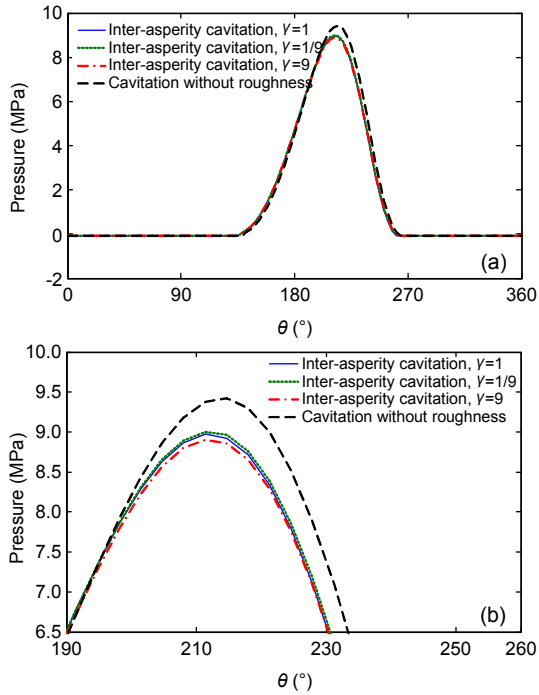 10
8
6
4
2
0
-2
Pressure (MPa)
Inter-asperity cavitation, γ=1
Inter-asperity cavitation, γ=1/9
Inter-asperity cavitation, γ=9
Cavitation without roughness
(a)
0 90 180 270 360
θ (°)
10.0
9.5
9.0
8.5
8.0
7.5
7.0
6.5
Pressure (MPa)
Inter-asperity cavitation, γ=1
Inter-asperity cavitation, γ=1/9
Inter-asperity cavitation, γ=9
Cavitation without roughness
(b)
190 210 230 250 260
θ (°)